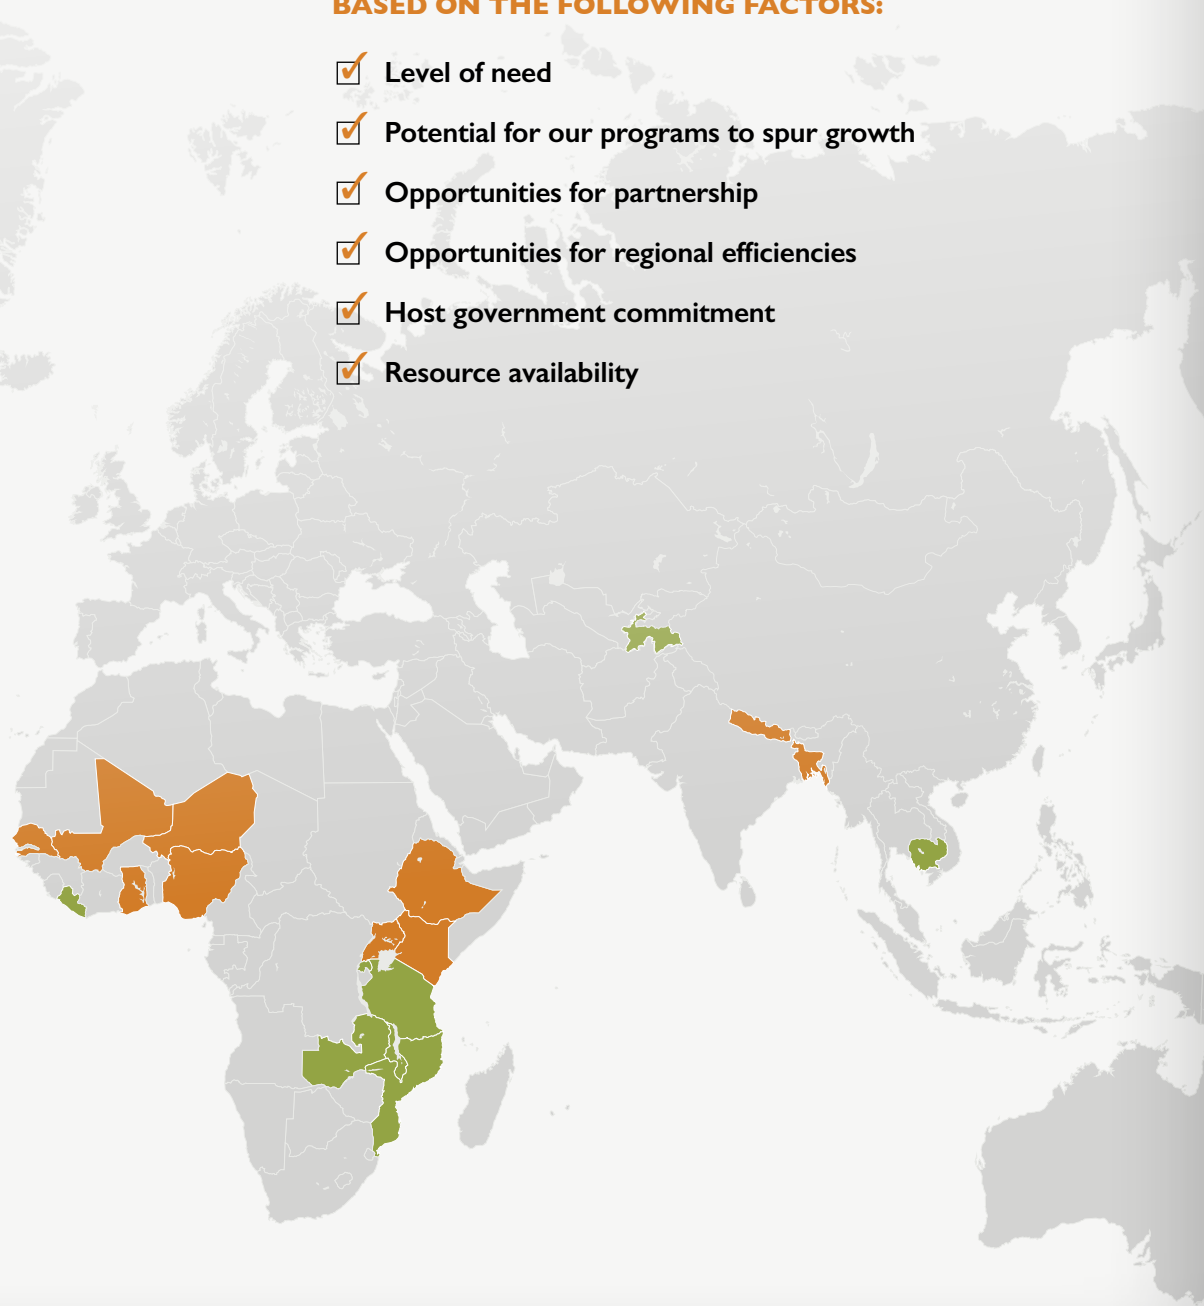 BASED ON THE FOLLOWING FACTORS:
Level of need
Potential for our programs to spur growth
Opportunities for partnership
Opportunities for regional efficiencies
Host government commitment
Resource availability